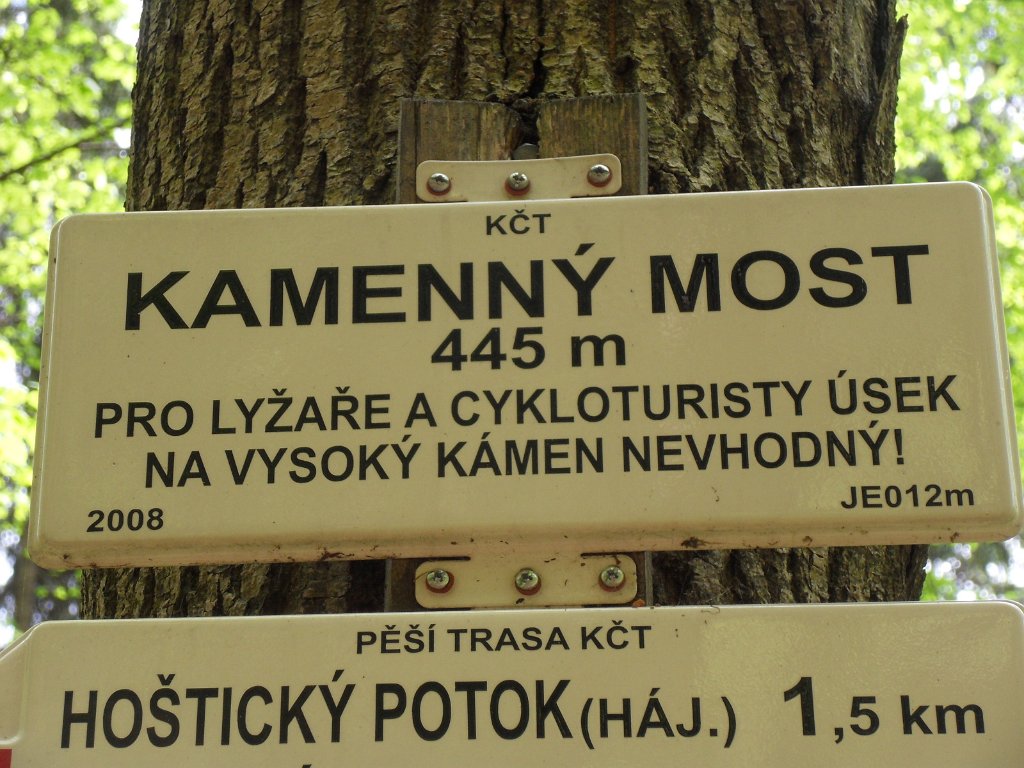 KČT
KAMENNÝ MOST
445 m
PRO LYŽAŘE A CYKLOTURISTY ÚSEK
NA VYSOKÝ KÁMEN NEVHODNÝ!
2008 JE012m
PĚŠÍ TRASA KČT
HOŠTICKÝ POTOK (HÁJ.) 1,5 km